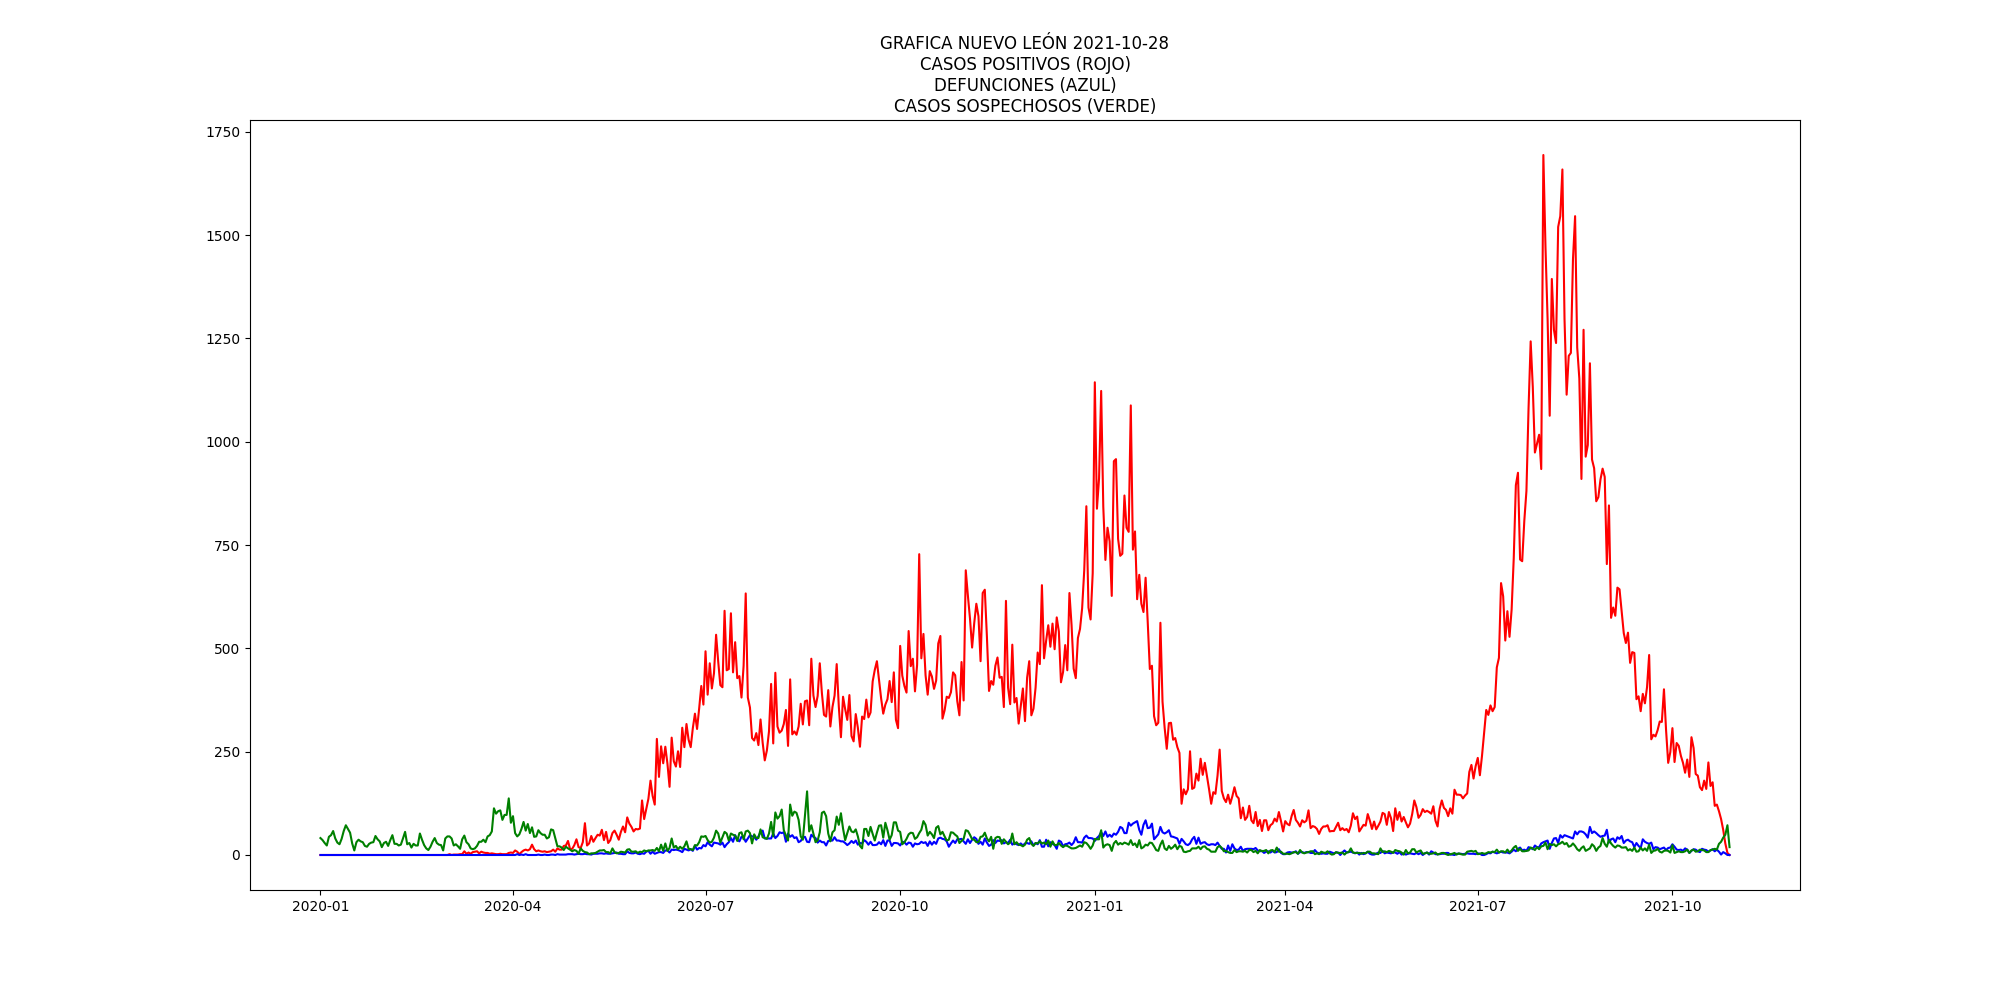 GRAFICA NUEVO LEÓN 2021-10-28
CASOS POSITIVOS (ROJO)
DEFUNCIONES (AZUL)
CASOS SOSPECHOSOS (VERDE)
1750
1500
1250
1000
750
500
250
0
2020-01 2020-04 2020-07 2020-10 2021-01 2021-04 2021-07 2021-10